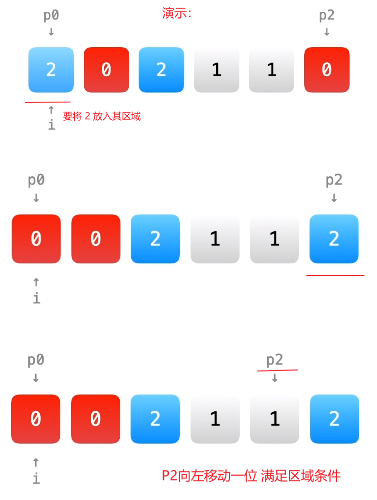 演示：
p0 p2
↓ ↓
2 0 2 1 1 0
↑
i
要将 2 放入其区域
p0 p2
↓ ↓
0 0 2 1 1 2
↑
i
p0 p2
↓ ↓
0 0 2 1 1 2
↑
i
P2向左移动一位 满足区域条件